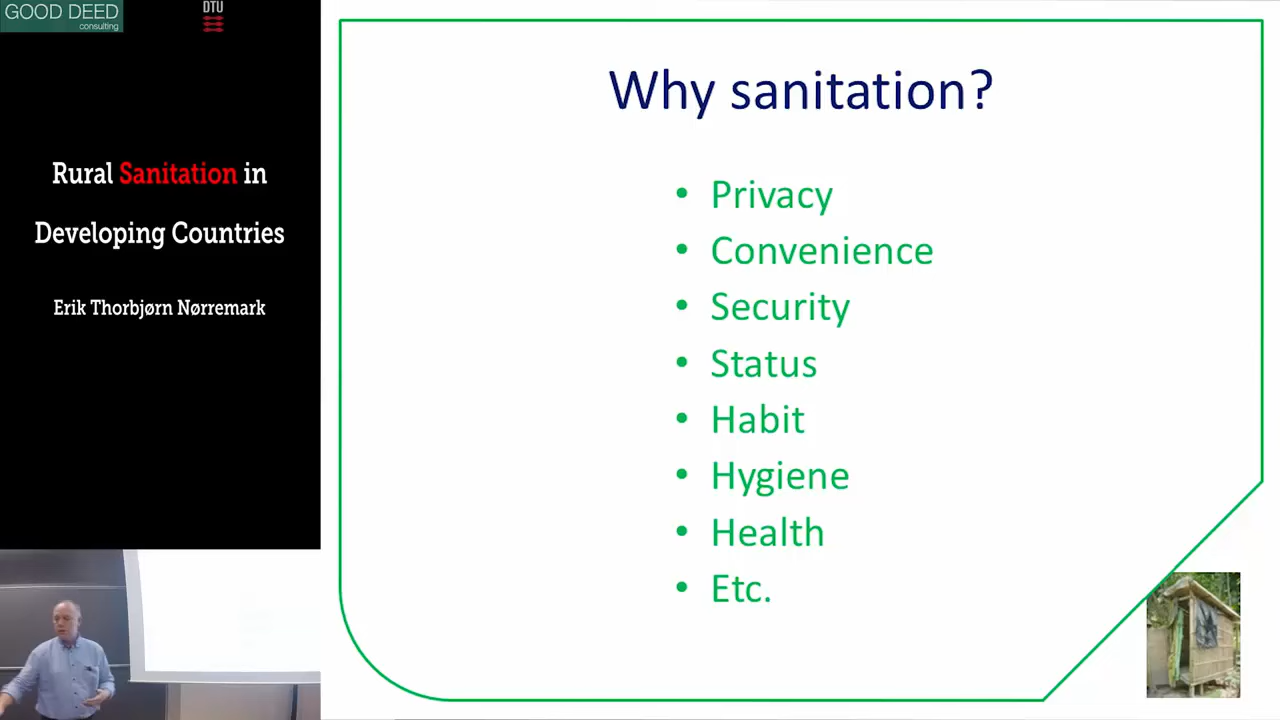 GOOD DEED
consulting
DTU
Rural Sanitation in
Developing Countries
Erik Thorbjørn Nørremark
Why sanitation?
• Privacy
• Convenience
• Security
• Status
• Habit
• Hygiene
• Health
• Etc.